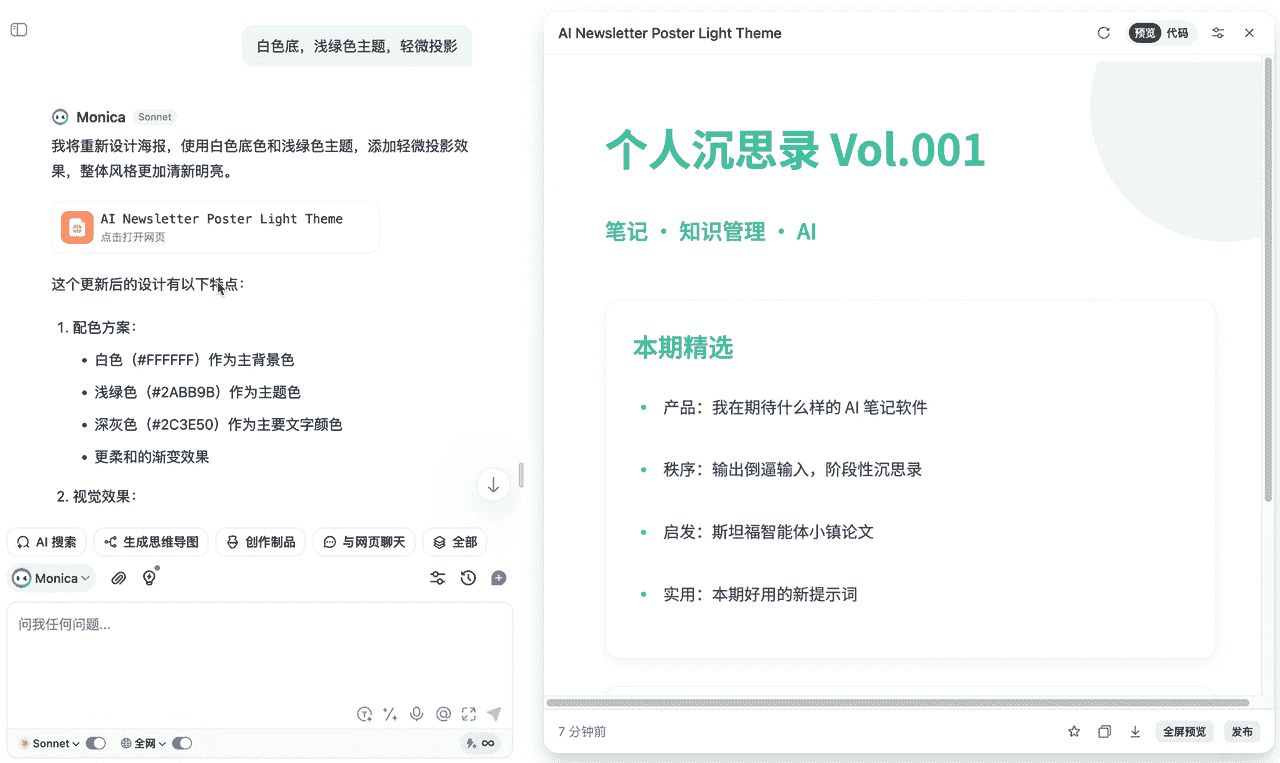 白色底，浅绿色主题，轻微投影
Monica Sonnet
我将重新设计海报，使用白色底色和浅绿色主题，添加轻微投影效
果，整体风格更加清新明亮。
AI Newsletter Poster Light Theme
点击打开网页
这个更新后的设计有以下特点：
1. 配色方案：
• 白色（#FFFFFF）作为主背景色
• 浅绿色（#2ABB9B）作为主题色
• 深灰色（#2C3E50）作为主要文字颜色
• 更柔和的渐变效果
2. 视觉效果：
AI 搜索 生成思维导图 创作制品 与网页聊天 全部
Monica
问我任何问题...
Sonnet 全网
AI Newsletter Poster Light Theme 预览 代码
个人沉思录 Vol.001
笔记 • 知识管理 • AI
本期精选
• 产品：我在期待什么样的 AI 笔记软件
• 秩序：输出倒逼输入，阶段性沉思录
• 启发：斯坦福智能体小镇论文
• 实用：本期好用的新提示词
7 分钟前 全屏预览 发布